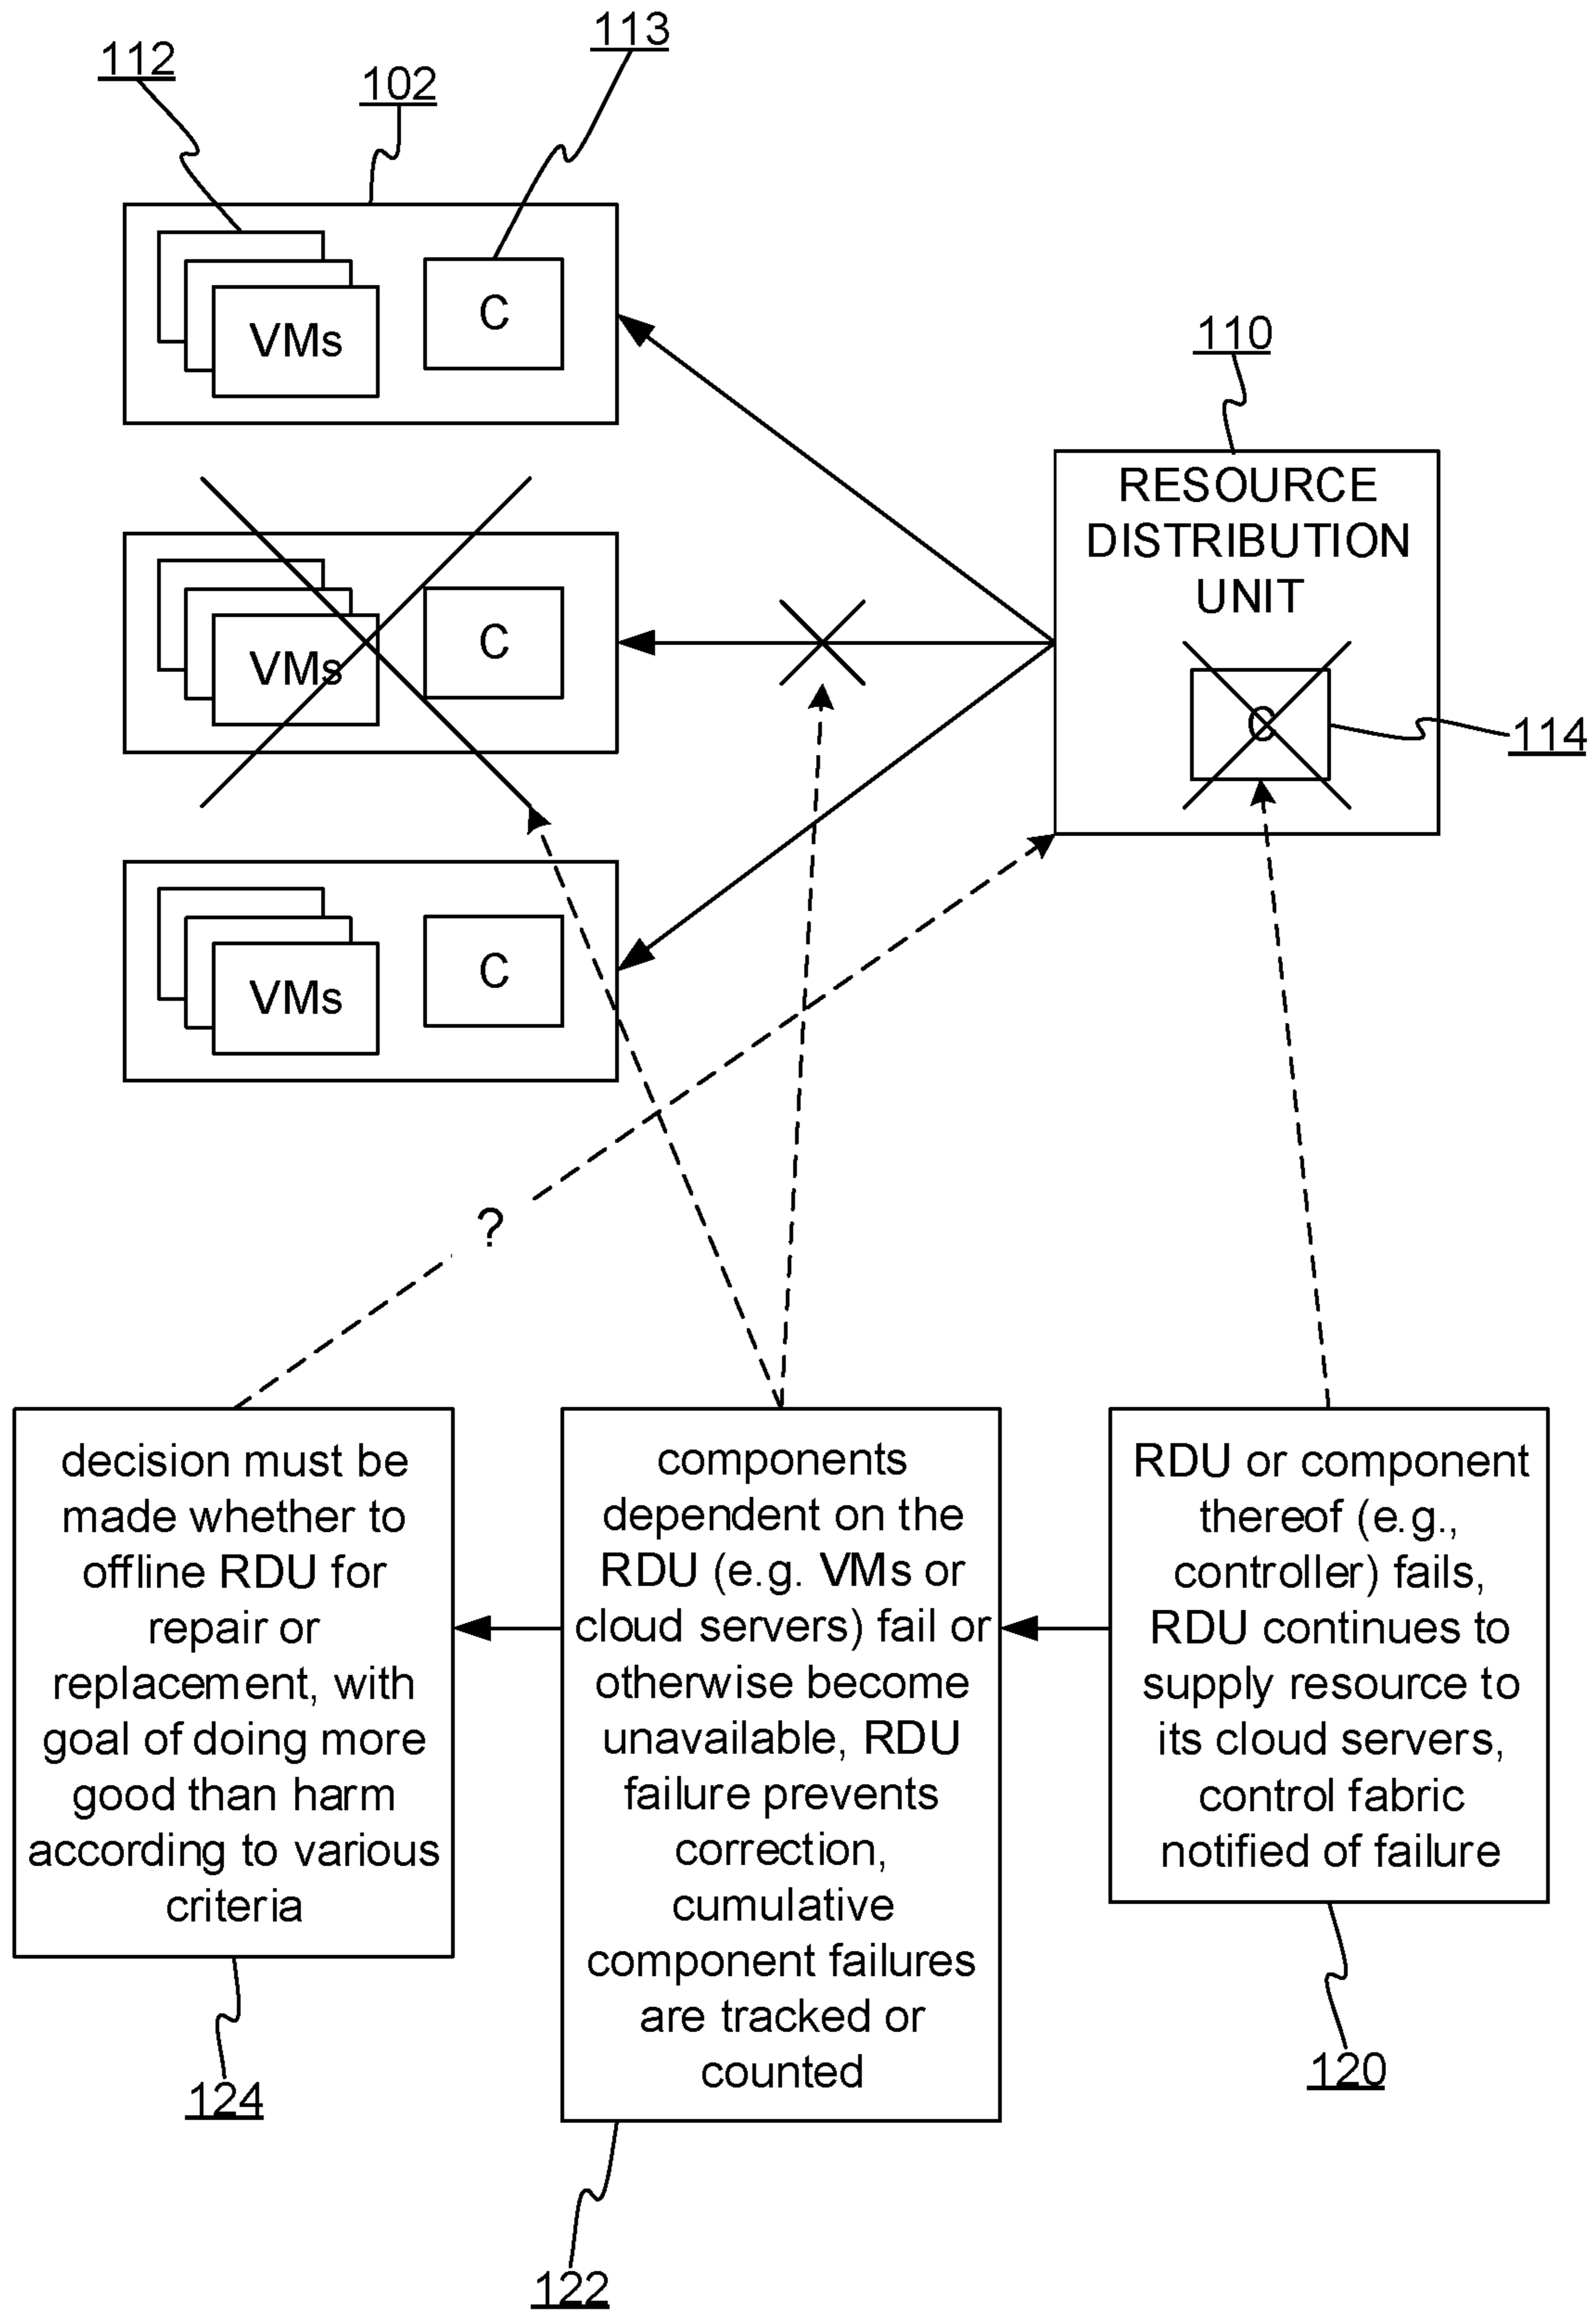 113
112
102
VMs
C
110
RESOURCE
DISTRIBUTION
UNIT
VMs
C
C
114
VMs
C
?
decision must be
made whether to
offline RDU for
repair or
replacement, with
goal of doing more
good than harm
according to various
criteria
components
dependent on the
RDU (e.g. VMs or
cloud servers) fail or
otherwise become
unavailable, RDU
failure prevents
correction,
cumulative
component failures
are tracked or
counted
RDU or component
thereof (e.g.,
controller) fails,
RDU continues to
supply resource to
its cloud servers,
control fabric
notified of failure
124
120
122